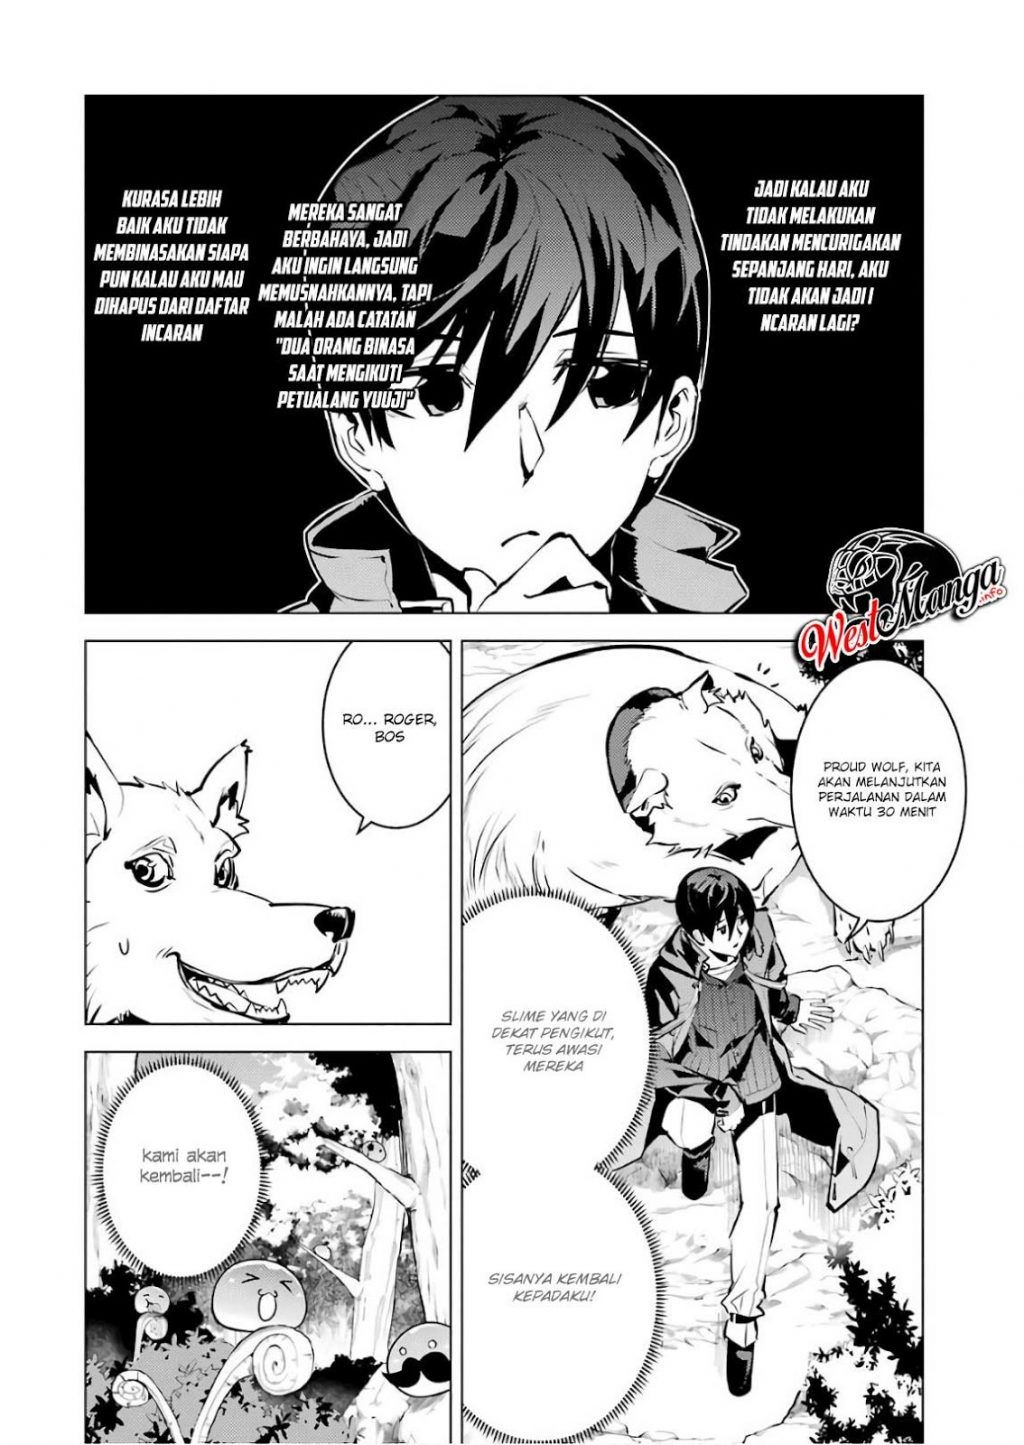 JADI KALAU AKU
TIDAK MELAKUKAN
TINDAKAN MENCURIGAKAN
SEPANJANG HARI, AKU
TIDAK AKAN JADI I
NCARAN LAGI?
MEREKA SANGAT
BERBAHAYA, JADI
AKU INGIN LANGSUNG
MEMUSNAHKANNYA, TAPI
MALAH ADA CATATAN
"DUA ORANG BINASA
SAAT MENGIKUTI
PETUALANG YUUJI"
KURASA LEBIH
BAIK AKU TIDAK
MEMBINASAKAN SIAPA
PUN KALAU AKU MAU
DIHAPUS DARI DAFTAR
INCARAN
WestManga
.info
PROUD WOLF, KITA
AKAN MELANJUTKAN
PERJALANAN DALAM
WAKTU 30 MENIT
SLIME YANG DI
DEKAT PENGIKUT,
TERUS AWASI
MEREKA
SISANYA KEMBALI
KEPADAKU!
RO... ROGER,
BOS
kami akan
kembali--!